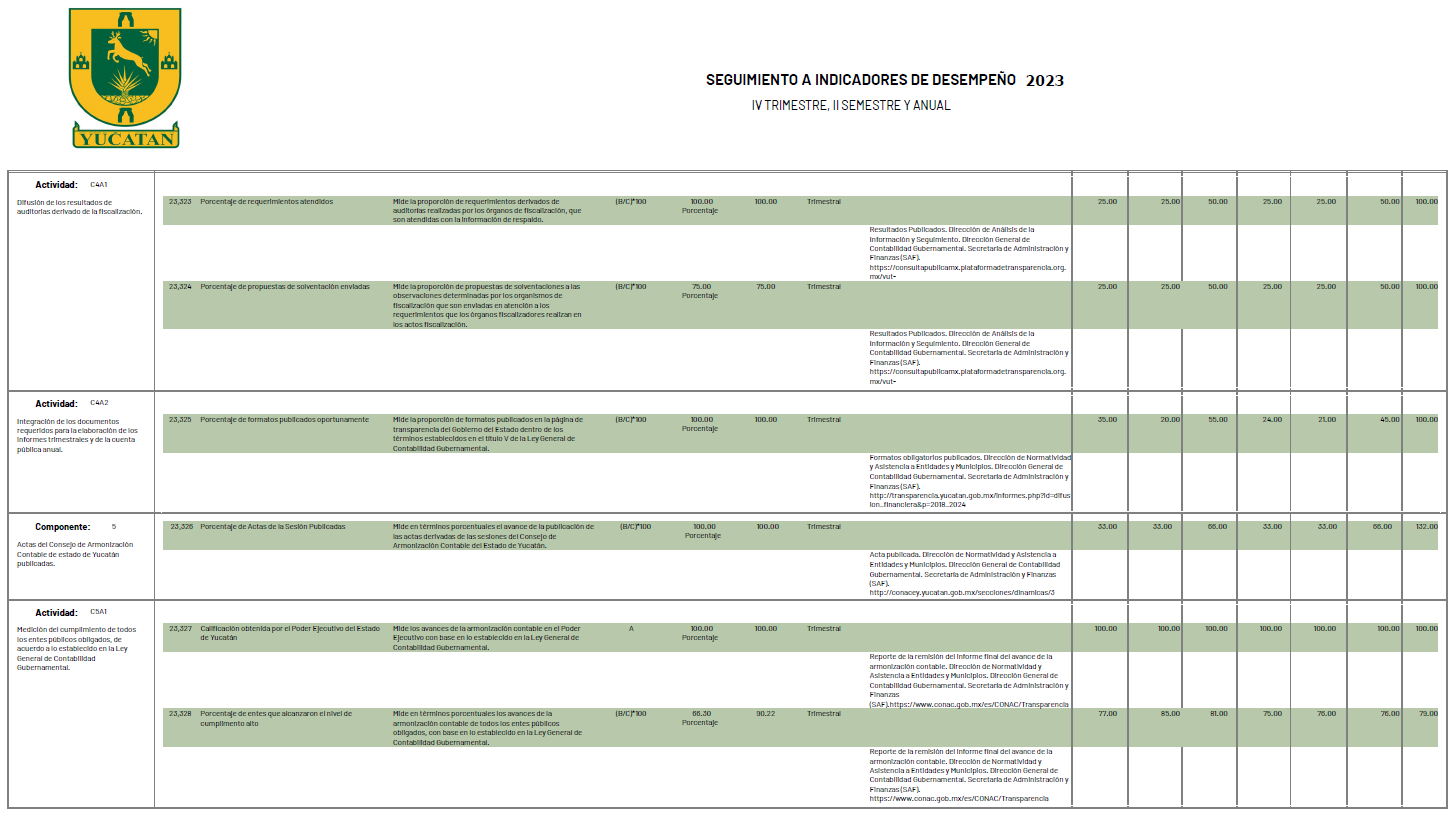 YUCATAN
SEGUIMIENTO A INDICADORES DE DESEMPEÑO 2023
IV TRIMESTRE, II SEMESTRE Y ANUAL
Actividad: C4A1
Difusión de los resultados de
auditorías derivado de la fiscalización.
23,323 Porcentaje de requerimientos atendidos
Mide la proporción de requerimientos derivados de
auditorías realizadas por los órganos de fiscalización, que
son atendidas con la información de respaldo.
(B/C)*100 100.00 100.00 Trimestral
Porcentaje
25.00 25.00 50.00 25.00 25.00 50.00 100.00
Resultados Publicados. Dirección de Análisis de la
Información y Seguimiento. Dirección General de
Contabilidad Gubernamental. Secretaría de Administración y
Finanzas (SAF).
https://consultapublicamx.plataformadetransparencia.org.
mx/vut-
23,324 Porcentaje de propuestas de solventación enviadas
Mide la proporción de propuestas de solventaciones a las
observaciones determinadas por los organismos de
fiscalización que son enviadas en atención a los
requerimientos que los órganos fiscalizadores realizan en
los actos fiscalización.
(B/C)*100 75.00 75.00 Trimestral
Porcentaje
25.00 25.00 50.00 25.00 25.00 50.00 100.00
Resultados Publicados. Dirección de Análisis de la
Información y Seguimiento. Dirección General de
Contabilidad Gubernamental. Secretaría de Administración y
Finanzas (SAF).
https://consultapublicamx.plataformadetransparencia.org.
mx/vut-
Actividad: C4A2
Integración de los documentos
requeridos para la elaboración de los
informes trimestrales y de la cuenta
pública anual.
23,325 Porcentaje de formatos publicados oportunamente
Mide la proporción de formatos publicados en la página de
transparencia del Gobierno del Estado dentro de los
términos establecidos en el título V de la Ley General de
Contabilidad Gubernamental.
(B/C)*100 100.00 100.00 Trimestral
Porcentaje
35.00 20.00 55.00 24.00 21.00 45.00 100.00
Formatos obligatorios publicados. Dirección de Normatividad
y Asistencia a Entidades y Municipios. Dirección General de
Contabilidad Gubernamental. Secretaría de Administración y
Finanzas (SAF).
http://transparencia.yucatan.gob.mx/informes.php?id=difus
ion_financiera&p=2018_2024
Componente: 5
Actas del Consejo de Armonización
Contable de estado de Yucatán
publicadas.
23,326 Porcentaje de Actas de la Sesión Publicadas
Mide en términos porcentuales el avance de la publicación de
las actas derivadas de las sesiones del Consejo de
Armonización Contable del Estado de Yucatán.
(B/C)*100 100.00 100.00 Trimestral
Porcentaje
33.00 33.00 66.00 33.00 33.00 66.00 132.00
Acta publicada. Dirección de Normatividad y Asistencia a
Entidades y Municipios. Dirección General de Contabilidad
Gubernamental. Secretaría de Administración y Finanzas
(SAF).
http://conacey.yucatan.gob.mx/secciones/dinamicas/3
Actividad: C5A1
Medición del cumplimiento de todos
los entes públicos obligados, de
acuerdo a lo establecido en la Ley
General de Contabilidad
Gubernamental.
23,327 Calificación obtenida por el Poder Ejecutivo del Estado
de Yucatán
Mide los avances de la armonización contable en el Poder
Ejecutivo con base en lo establecido en la Ley General de
Contabilidad Gubernamental.
A 100.00 100.00 Trimestral
Porcentaje
100.00 100.00 100.00 100.00 100.00 100.00 100.00
Reporte de la remisión del informe final del avance de la
armonización contable. Dirección de Normatividad y
Asistencia a Entidades y Municipios. Dirección General de
Contabilidad Gubernamental. Secretaría de Administración y
Finanzas
(SAF).https://www.conac.gob.mx/es/CONAC/Transparencia
23,328 Porcentaje de entes que alcanzaron el nivel de
cumplimiento alto
Mide en términos porcentuales los avances de la
armonización contable de todos los entes públicos
obligados, con base en lo establecido en la Ley General de
Contabilidad Gubernamental.
(B/C)*100 66.30 90.22 Trimestral
Porcentaje
77.00 85.00 81.00 75.00 76.00 76.00 79.00
Reporte de la remisión del informe final del avance de la
armonización contable. Dirección de Normatividad y
Asistencia a Entidades y Municipios. Dirección General de
Contabilidad Gubernamental. Secretaría de Administración y
Finanzas (SAF).
https://www.conac.gob.mx/es/CONAC/Transparencia